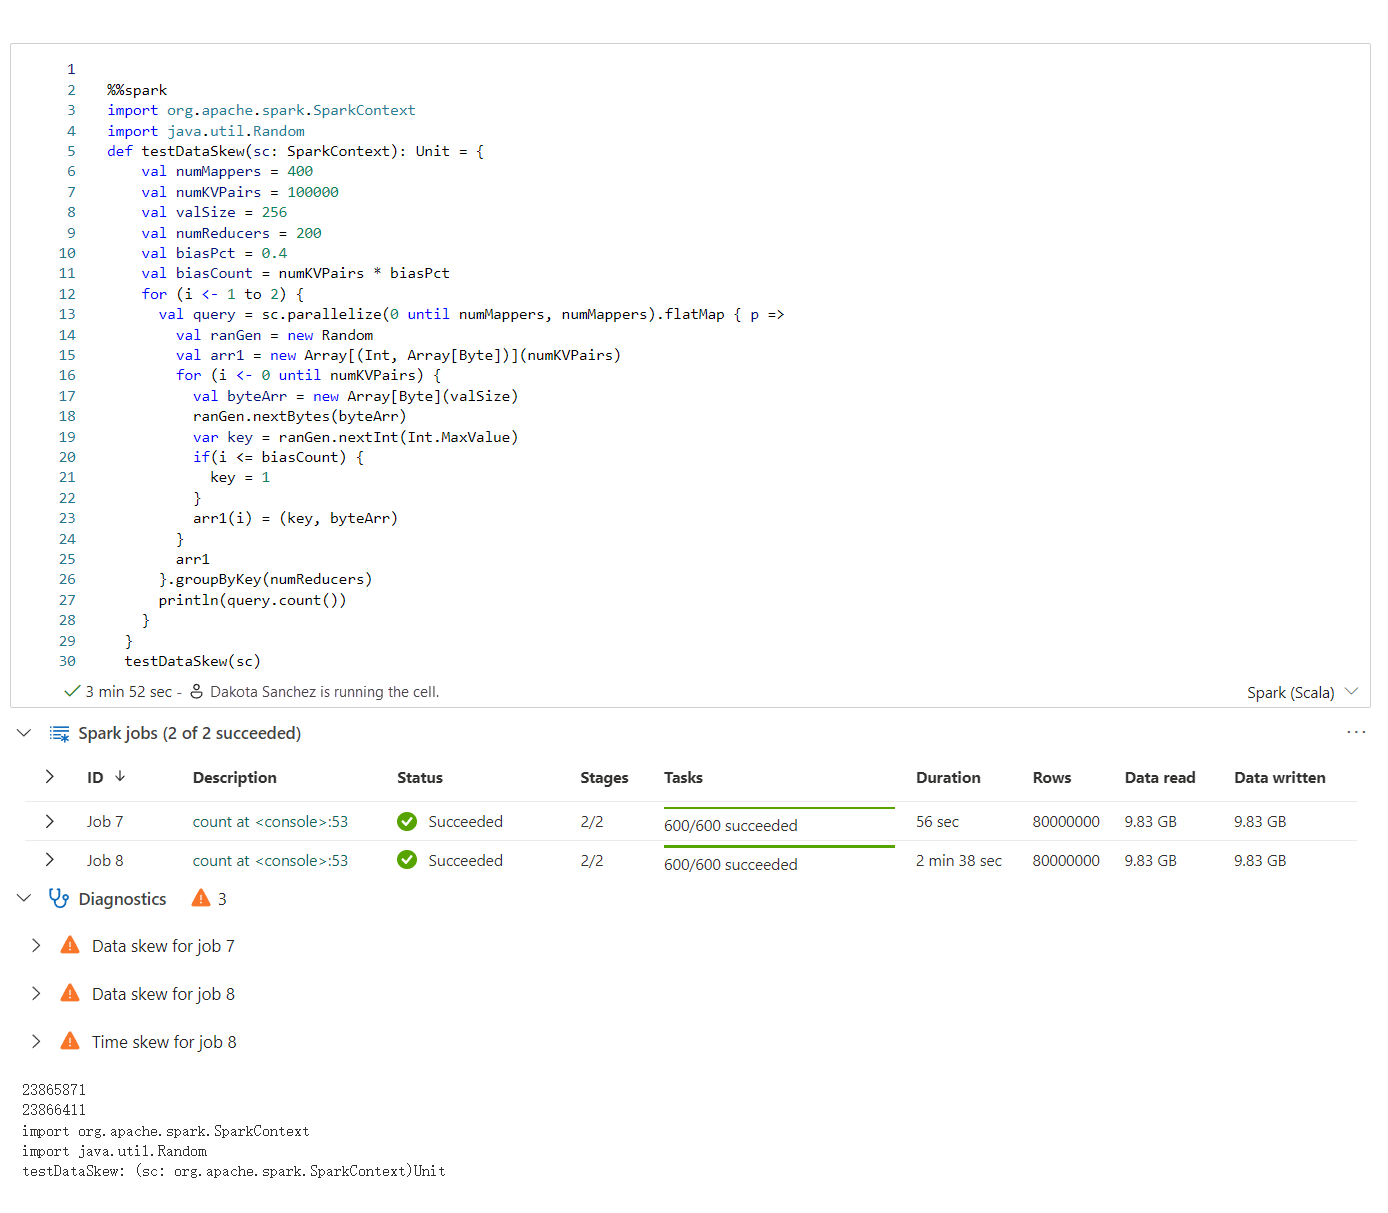 1
2 %%spark
3 import org.apache.spark.SparkContext
4 import java.util.Random
5 def testDataSkew(sc: SparkContext): Unit = {
6 val numMappers = 400
7 val numKVPairs = 100000
8 val valSize = 256
9 val numReducers = 200
10 val biasPct = 0.4
11 val biasCount = numKVPairs * biasPct
12 for (i <- 1 to 2) {
13 val query = sc.parallelize(0 until numMappers, numMappers).flatMap { p =>
14 val ranGen = new Random
15 val arr1 = new Array[(Int, Array[Byte])](numKVPairs)
16 for (i <- 0 until numKVPairs) {
17 val byteArr = new Array[Byte](valSize)
18 ranGen.nextBytes(byteArr)
19 var key = ranGen.nextInt(Int.MaxValue)
20 if(i <= biasCount) {
21 key = 1
22 }
23 arr1(i) = (key, byteArr)
24 }
25 arr1
26 }.groupByKey(numReducers)
27 println(query.count())
28 }
29 }
30 testDataSkew(sc)
3 min 52 sec - Dakota Sanchez is running the cell. Spark (Scala)
Spark jobs (2 of 2 succeeded) ...
ID ↓ Description Status Stages Tasks Duration Rows Data read Data written
Job 7 count at <console>:53 Succeeded 2/2 600/600 succeeded 56 sec 80000000 9.83 GB 9.83 GB
Job 8 count at <console>:53 Succeeded 2/2 600/600 succeeded 2 min 38 sec 80000000 9.83 GB 9.83 GB
Diagnostics 3
Data skew for job 7
Data skew for job 8
Time skew for job 8
23865871
23866411
import org.apache.spark.SparkContext
import java.util.Random
testDataSkew: (sc: org.apache.spark.SparkContext)Unit